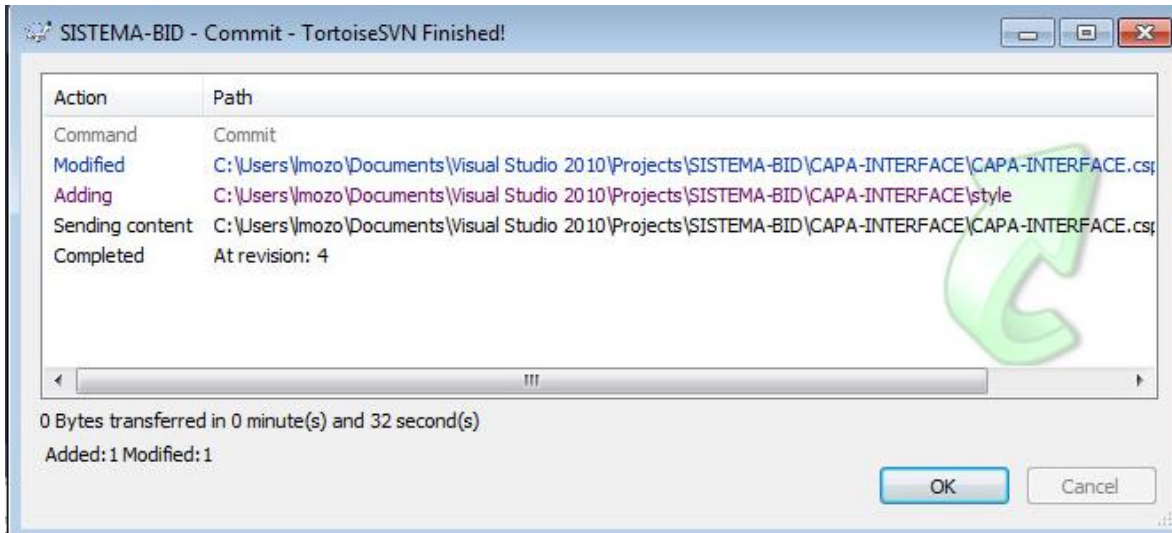 SISTEMA-BID - Commit - TortoiseSVN Finished!
Action Path
Command Commit
Modified C:\Users\lmozo\Documents\Visual Studio 2010\Projects\SISTEMA-BID\CAPA-INTERFACE\CAPA-INTERFACE.csp
Adding C:\Users\lmozo\Documents\Visual Studio 2010\Projects\SISTEMA-BID\CAPA-INTERFACE\style
Sending content C:\Users\lmozo\Documents\Visual Studio 2010\Projects\SISTEMA-BID\CAPA-INTERFACE\CAPA-INTERFACE.csp
Completed At revision: 4
0 Bytes transferred in 0 minute(s) and 32 second(s)
Added:1 Modified:1
OK Cancel